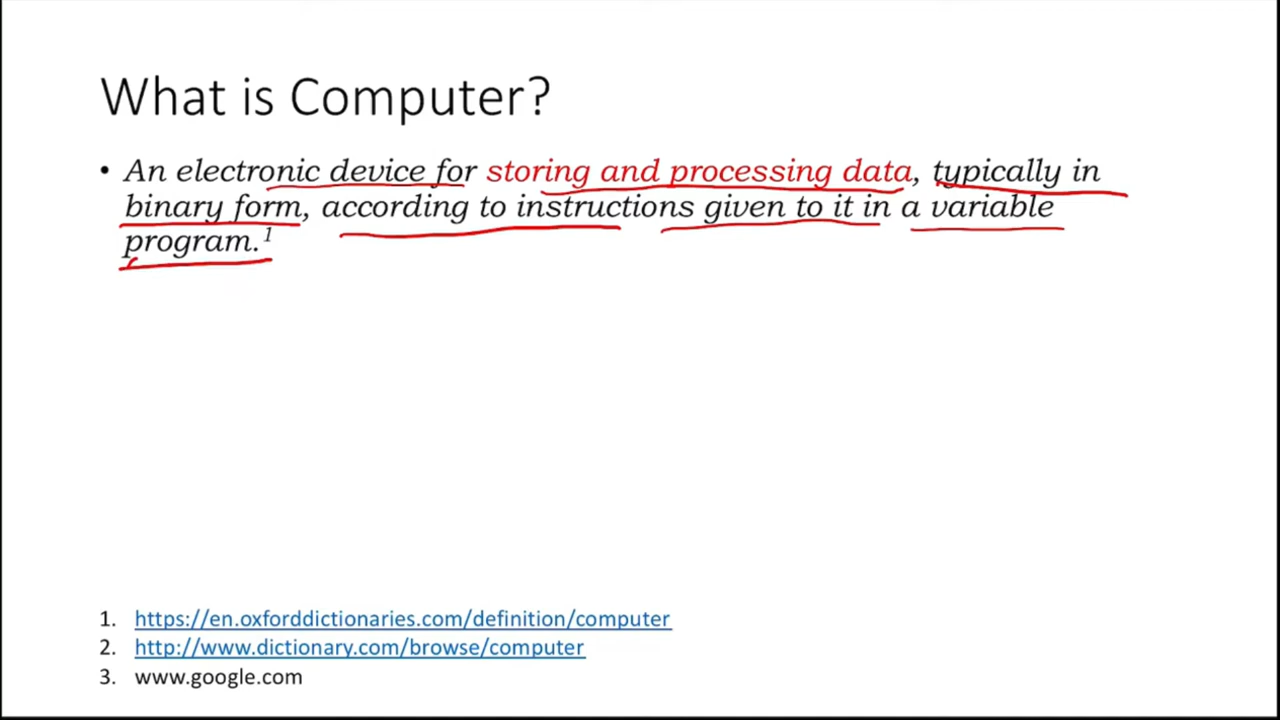 What is Computer?
• An electronic device for storing and processing data, typically in
binary form, according to instructions given to it in a variable
program.¹
1. https://en.oxforddictionaries.com/definition/computer
2. http://www.dictionary.com/browse/computer
3. www.google.com